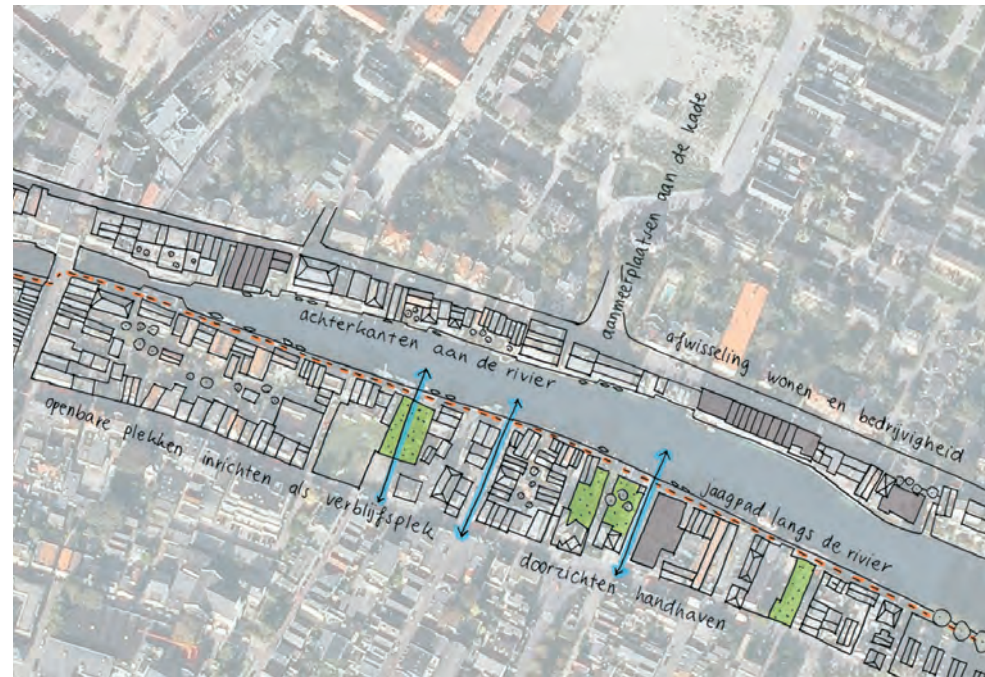 aanmeerplaatsen aan de kade
afwisseling wonen en bedrijvigheid
achterkanten aan de rivier
openbare plekken inrichten als verblijfsplek
jaagpad langs de rivier
doorzichten handhaven